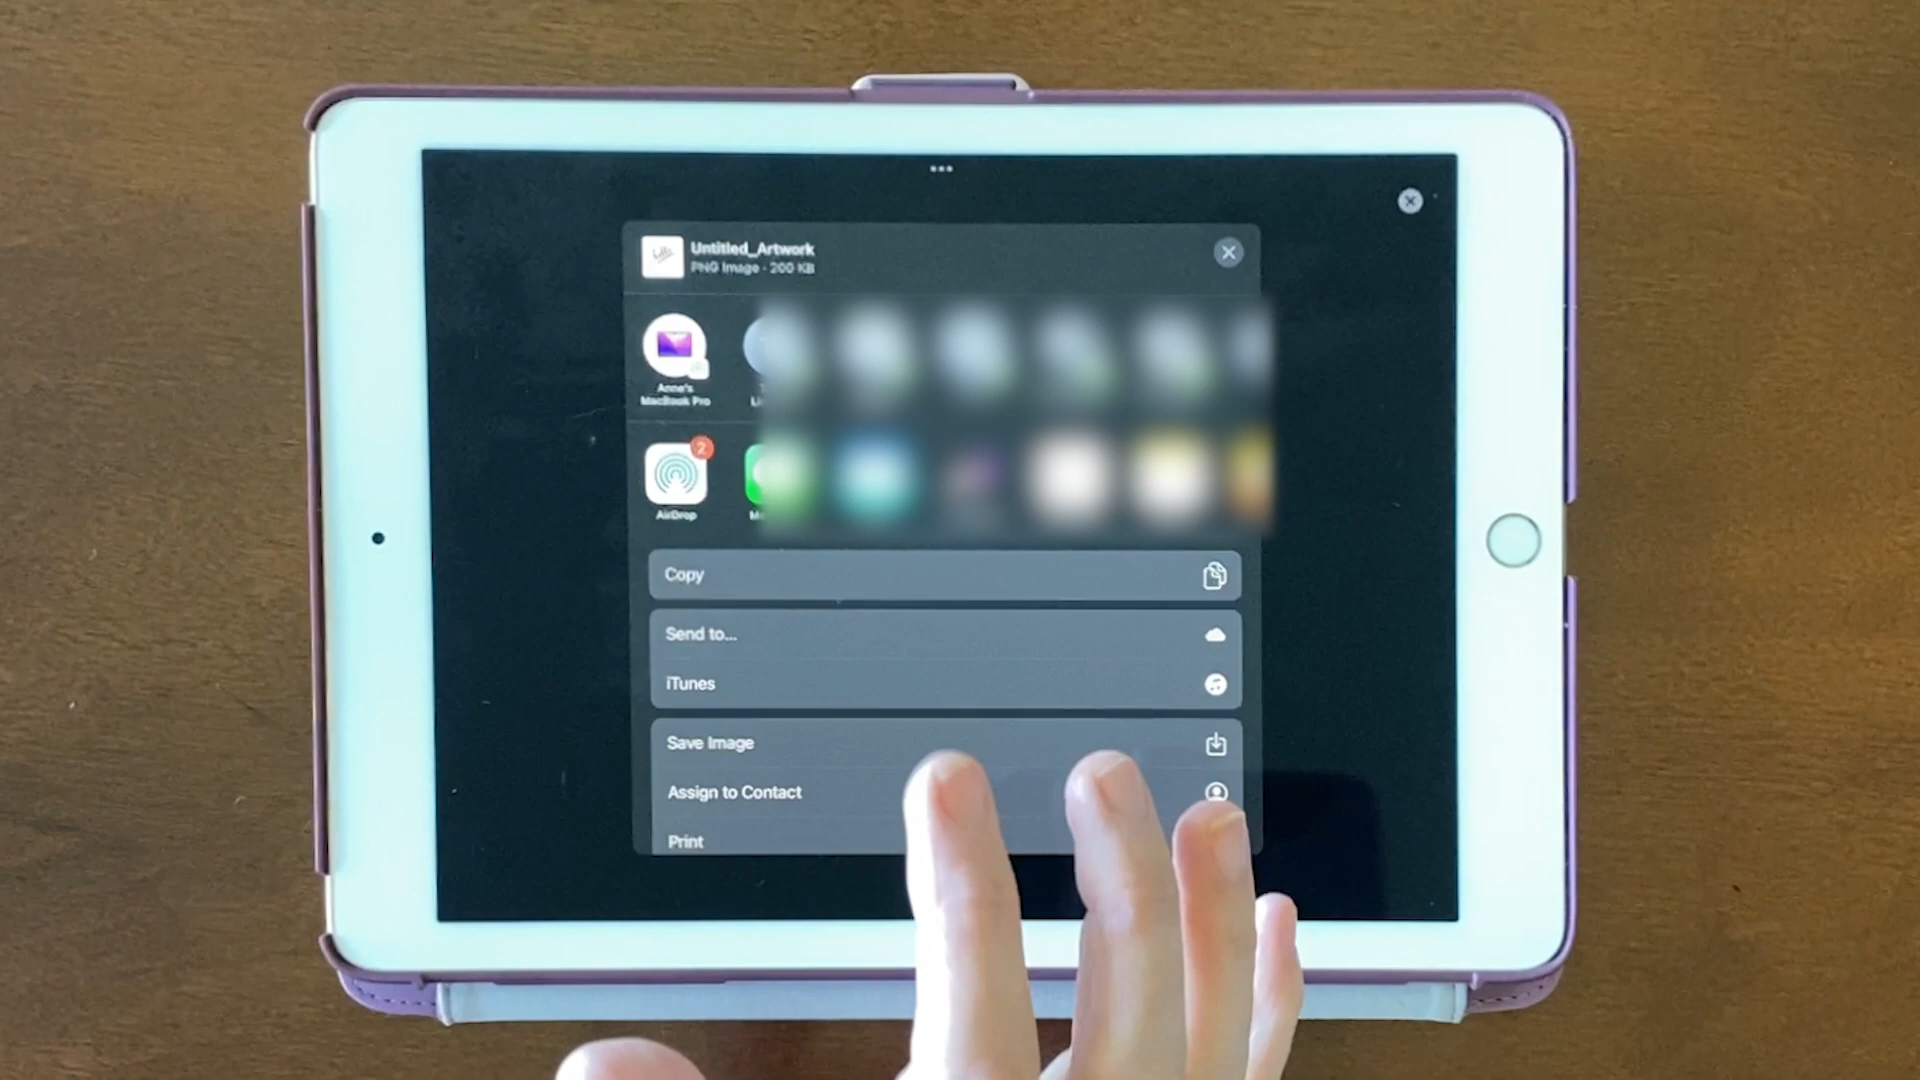 Untitled_Artwork
PNG Image · 200 KB
Anne's
MacBook Pro
2
AirDrop
Copy
Send to...
iTunes
Save Image
Assign to Contact
Print